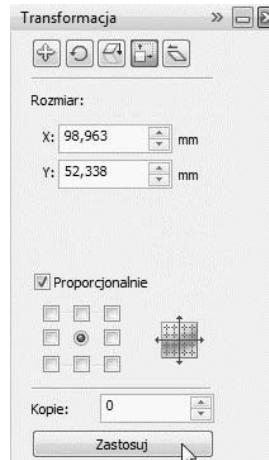 Transformacja
Rozmiar:
X: 98,963 mm
Y: 52,338 mm
Proporcjonalnie
Kopie: 0
Zastosuj